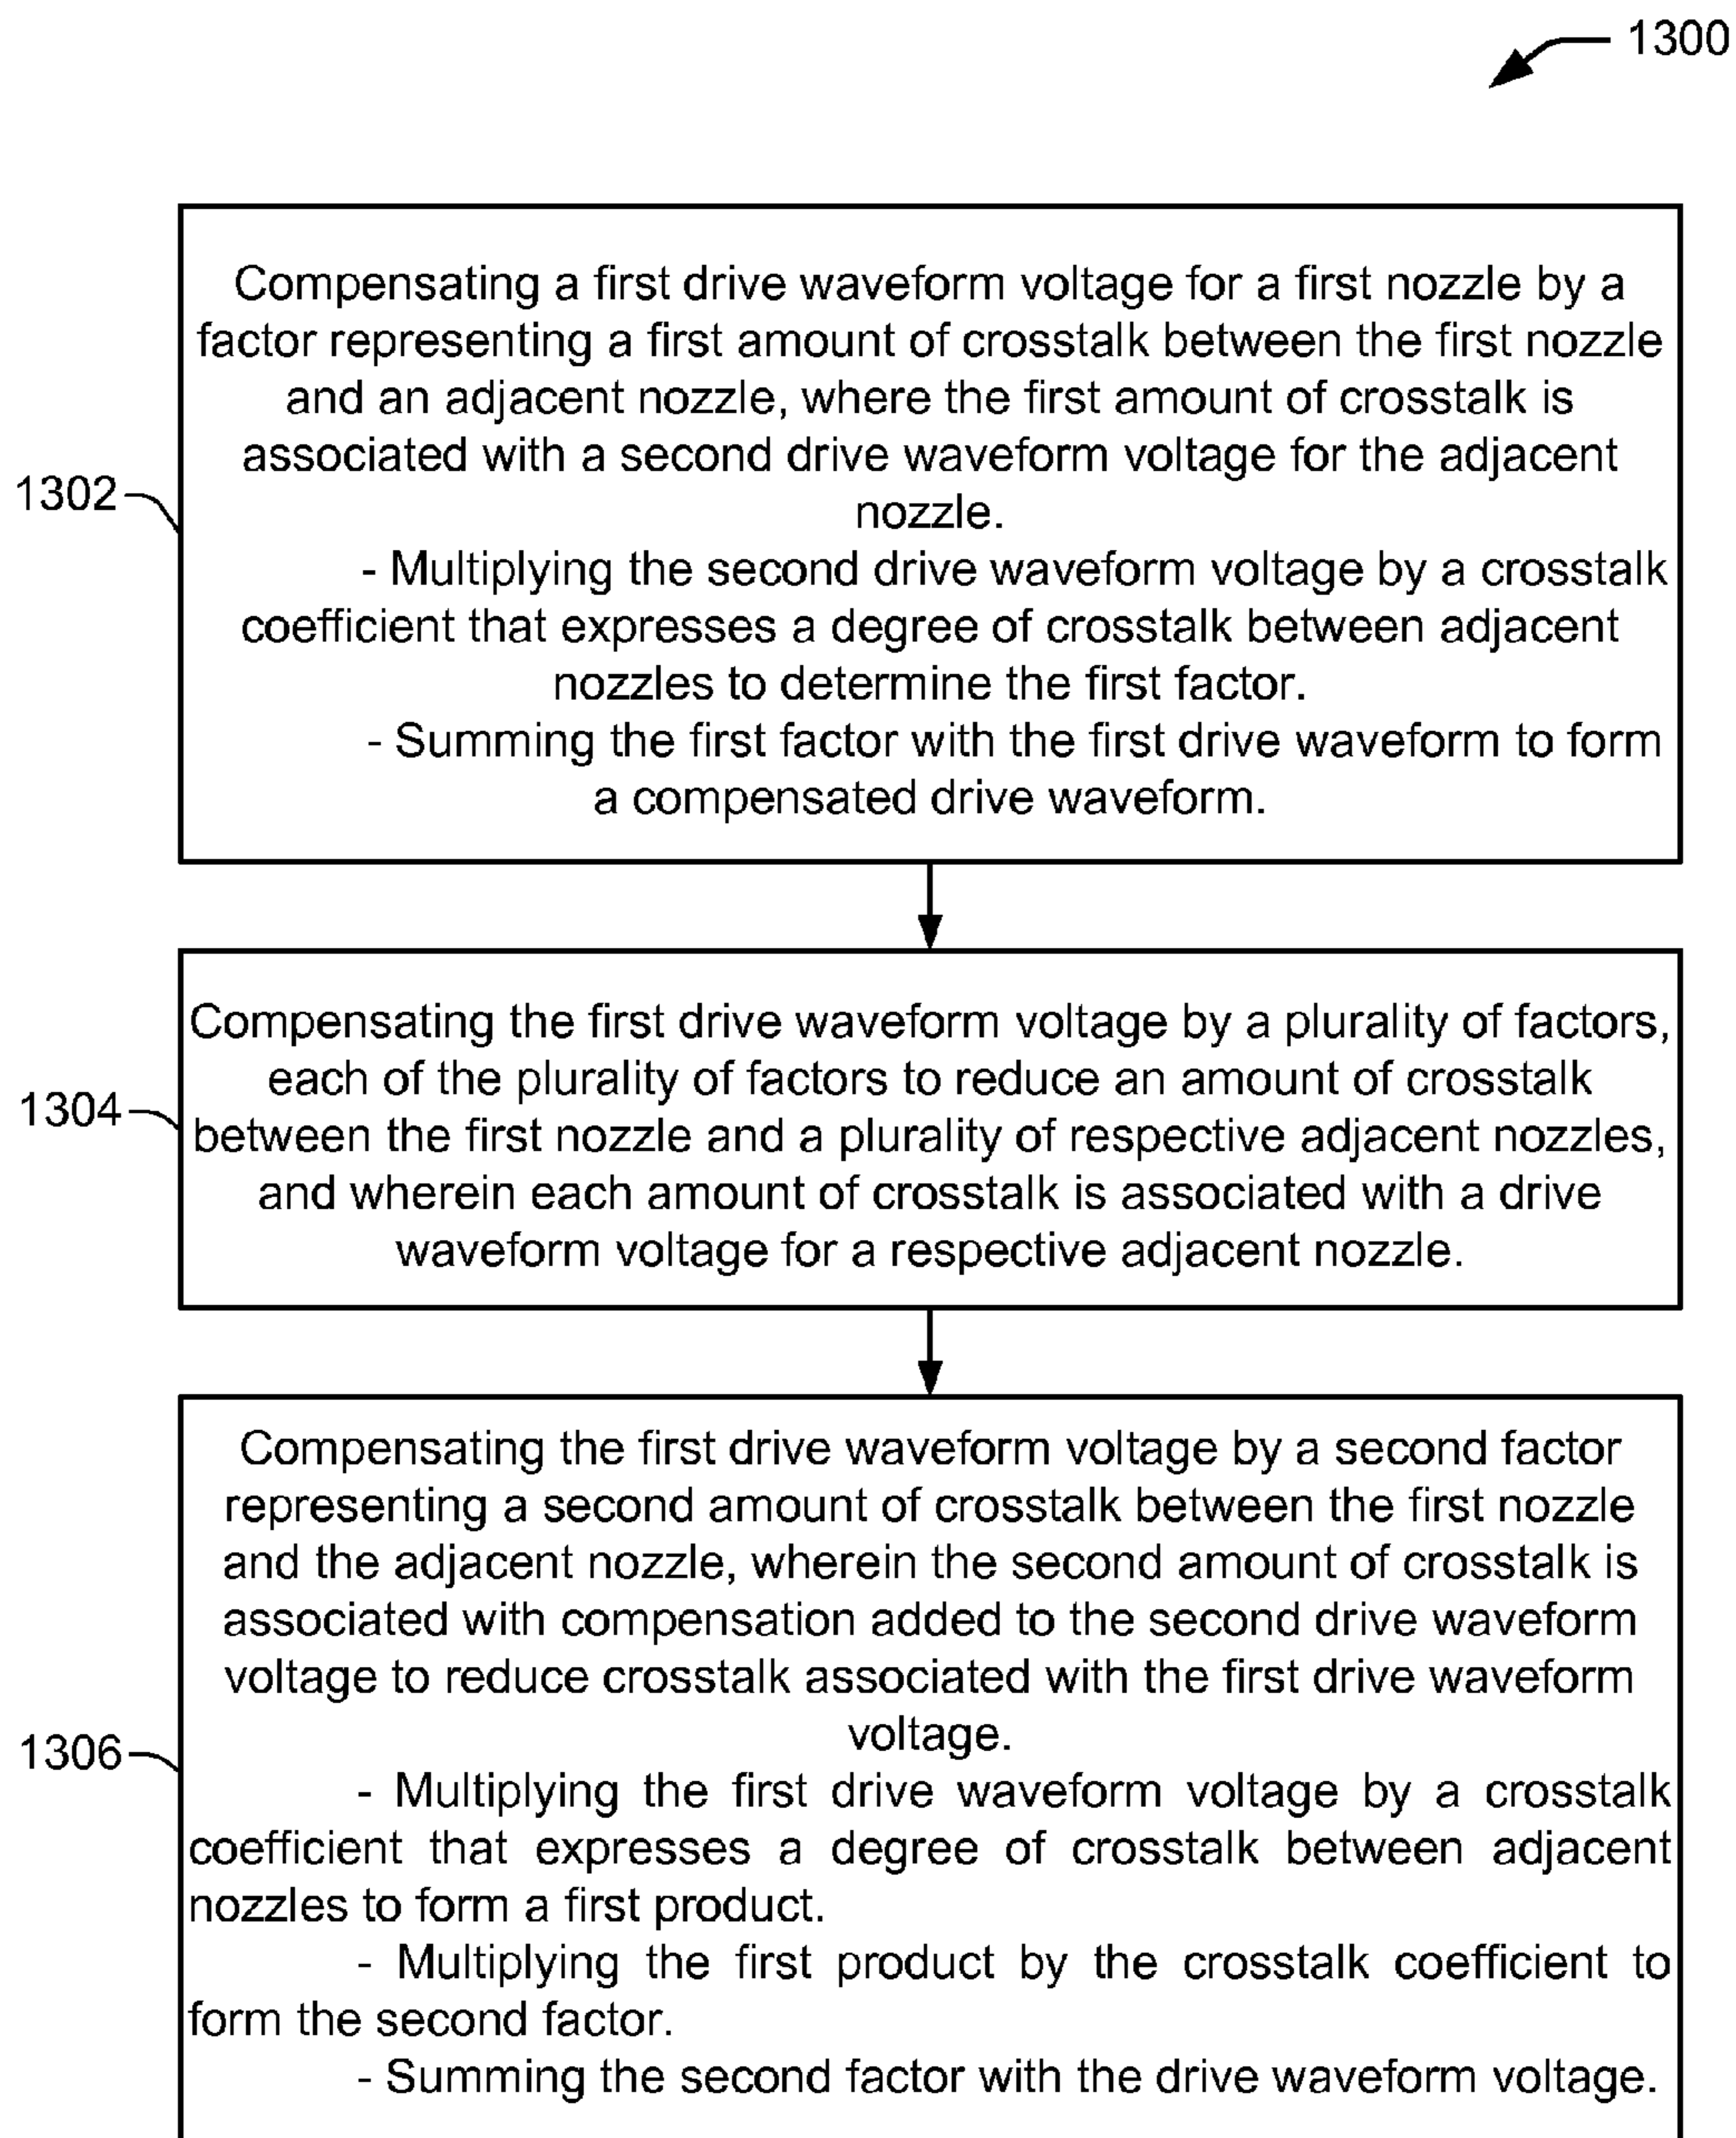 1300
Compensating a first drive waveform voltage for a first nozzle by a
factor representing a first amount of crosstalk between the first nozzle
and an adjacent nozzle, where the first amount of crosstalk is
associated with a second drive waveform voltage for the adjacent
nozzle.
1302
- Multiplying the second drive waveform voltage by a crosstalk
coefficient that expresses a degree of crosstalk between adjacent
nozzles to determine the first factor.
- Summing the first factor with the first drive waveform to form
a compensated drive waveform.
Compensating the first drive waveform voltage by a plurality of factors,
each of the plurality of factors to reduce an amount of crosstalk
1304
between the first nozzle and a plurality of respective adjacent nozzles,
and wherein each amount of crosstalk is associated with a drive
waveform voltage for a respective adjacent nozzle.
Compensating the first drive waveform voltage by a second factor
representing a second amount of crosstalk between the first nozzle
and the adjacent nozzle, wherein the second amount of crosstalk is
associated with compensation added to the second drive waveform
voltage to reduce crosstalk associated with the first drive waveform
voltage.
1306
- Multiplying the first drive waveform voltage by a crosstalk
coefficient that expresses a degree of crosstalk between adjacent
nozzles to form a first product.
- Multiplying the first product by the crosstalk coefficient to
form the second factor.
- Summing the second factor with the drive waveform voltage.